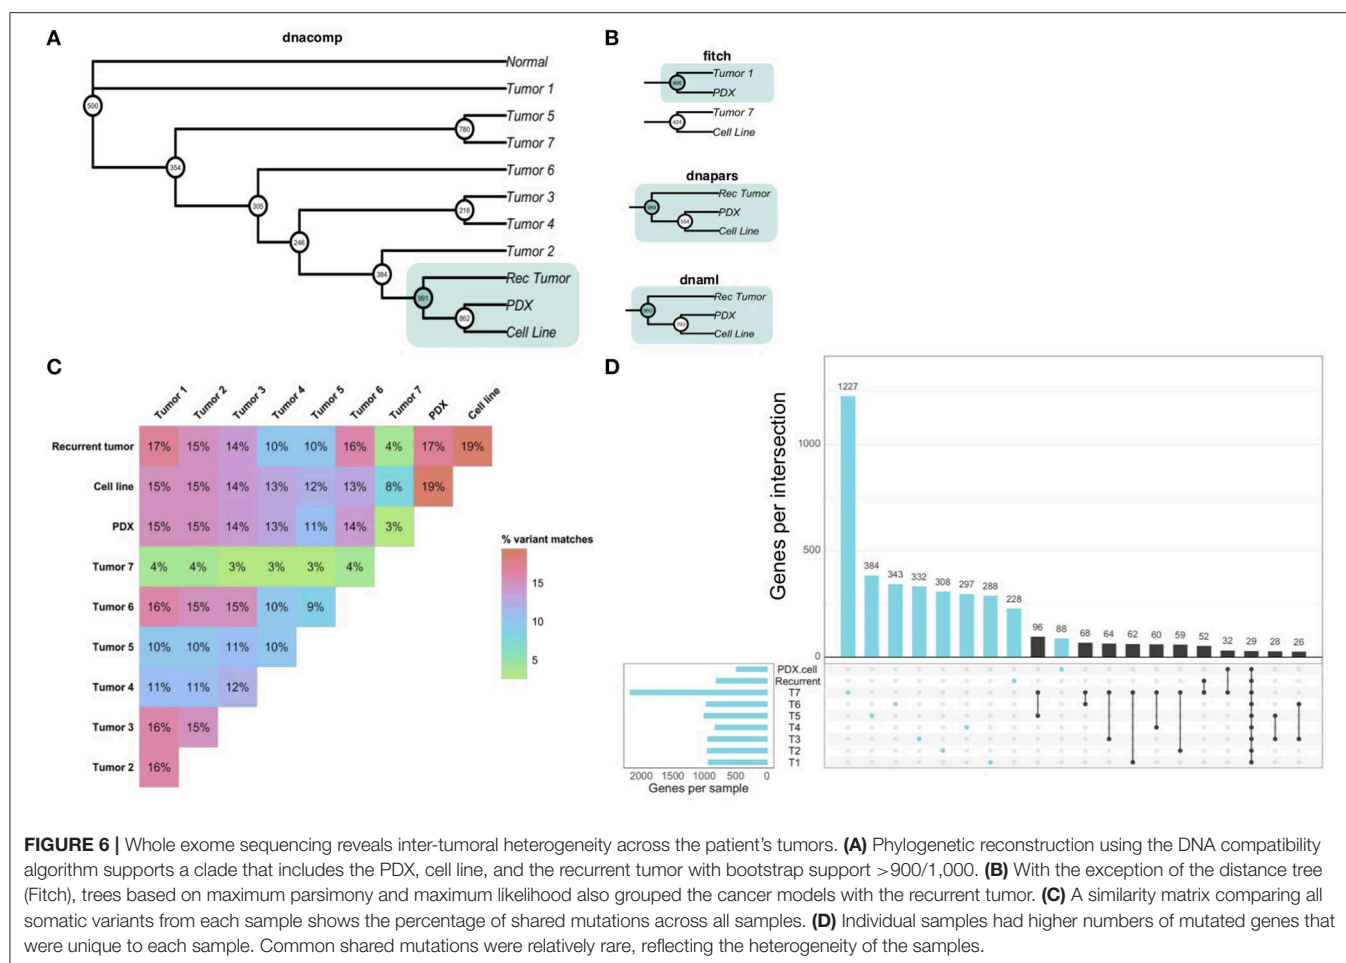 A
dnacomp
Normal
Tumor 1
500
Tumor 5
780
Tumor 7
354
Tumor 6
305
Tumor 3
216
Tumor 4
246
Tumor 2
384
Rec Tumor
991
PDX
862
Cell Line
B
fitch
Tumor 1
PDX
Tumor 7
424
Cell Line
dnapars
Rec Tumor
PDX
Cell Line
dnaml
Rec Tumor
PDX
Cell Line
C
Tumor 1 Tumor 2 Tumor 3 Tumor 4 Tumor 5 Tumor 6 Tumor 7 PDX Cell line
Recurrent tumor 17% 15% 14% 10% 10% 16% 4% 17% 19%
Cell line 15% 15% 14% 13% 12% 13% 8% 19%
PDX 15% 15% 14% 13% 11% 14% 3%
Tumor 7 4% 4% 3% 3% 3% 4%
Tumor 6 16% 15% 15% 10% 9%
Tumor 5 10% 10% 11% 10%
Tumor 4 11% 11% 12%
Tumor 3 16% 15%
Tumor 2 16%
% variant matches
15
10
5
D
Genes per intersection
1000
500
0
1227 384 343 332 308 297 288 228 96 88 68 64 62 60 59 52 32 29 28 26
PDX.cell
Recurrent
T7
T6
T5
T4
T3
T2
T1
2000 1500 1000 500 0
Genes per sample
FIGURE 6 | Whole exome sequencing reveals inter-tumoral heterogeneity across the patient's tumors. (A) Phylogenetic reconstruction using the DNA compatibility
algorithm supports a clade that includes the PDX, cell line, and the recurrent tumor with bootstrap support >900/1,000. (B) With the exception of the distance tree
(Fitch), trees based on maximum parsimony and maximum likelihood also grouped the cancer models with the recurrent tumor. (C) A similarity matrix comparing all
somatic variants from each sample shows the percentage of shared mutations across all samples. (D) Individual samples had higher numbers of mutated genes that
were unique to each sample. Common shared mutations were relatively rare, reflecting the heterogeneity of the samples.